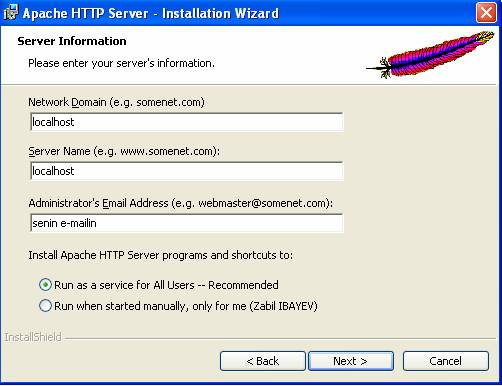 Apache HTTP Server - Installation Wizard
Server Information
Please enter your server's information.
Network Domain (e.g. somenet.com)
localhost
Server Name (e.g. www.somenet.com):
localhost
Administrator's Email Address (e.g. webmaster@somenet.com):
senin e-mailin
Install Apache HTTP Server programs and shortcuts to:
Run as a service for All Users -- Recommended
Run when started manually, only for me (Zabil IBAYEV)
InstallShield
< Back
Next >
Cancel